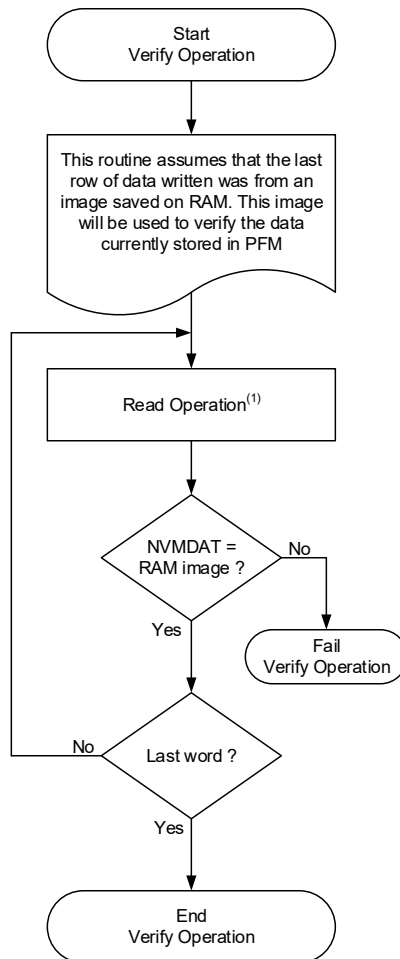 Start
Verify Operation
This routine assumes that the last
row of data written was from an
image saved on RAM. This image
will be used to verify the data
currently stored in PFM
Read Operation(1)
NVMDAT =
RAM image ?
No
Yes
Fail
Verify Operation
Last word ?
No
Yes
End
Verify Operation